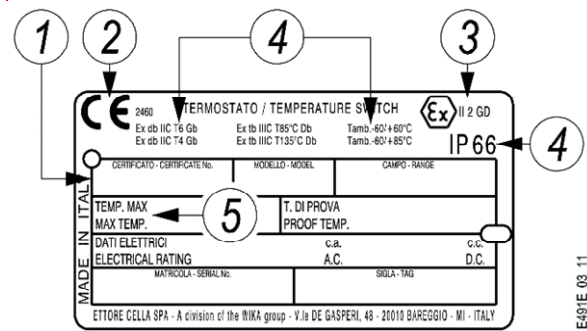 1 2 4 3
CE 2460 TERMOSTATO / TEMPERATURE SWITCH Ex II 2 GD
Ex db IIC T6 Gb Ex tb IIIC T85°C Db Tamb.-60/+60°C
Ex db IIC T4 Gb Ex tb IIIC T135°C Db Tamb.-60/+85°C
IP 66 4
CERTIFICATO - CERTIFICATE No. MODELLO - MODEL CAMPO - RANGE
TEMP. MAX T. DI PROVA
MAX TEMP. 5 PROOF TEMP.
DATI ELETTRICI c.a. c.c.
ELECTRICAL RATING A.C. D.C.
MATRICOLA - SERIAL No. SIGLA - TAG
ETTORE CELLA SPA - A division of the WIKA group - V.le DE GASPERI, 48 - 20010 BAREGGIO - MI - ITALY
MADE IN ITALY
E401E_03_11